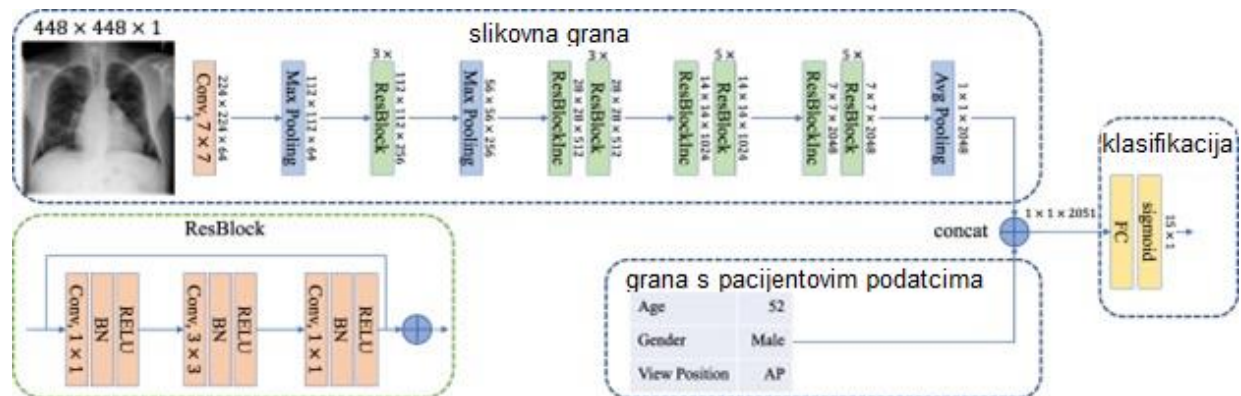 slikovna grana
448 × 448 × 1
Conv, 7 × 7
224 × 224 × 64
Max Pooling
112 × 112 × 64
3 ×
ResBlock
112 × 112 × 256
Max Pooling
56 × 56 × 256
ResBlockInc
28 × 28 × 512
3 ×
ResBlock
28 × 28 × 512
ResBlockInc
14 × 14 × 1024
5 ×
ResBlock
14 × 14 × 1024
ResBlockInc
7 × 7 × 2048
5 ×
ResBlock
7 × 7 × 2048
Avg Pooling
1 × 1 × 2048
concat
1 × 1 × 2051
klasifikacija
FC
sigmoid
15 × 1
ResBlock
Conv, 1 × 1
BN
RELU
Conv, 3 × 3
BN
RELU
Conv, 1 × 1
BN
RELU
grana s pacijentovim podatcima
Age 52
Gender Male
View Position AP